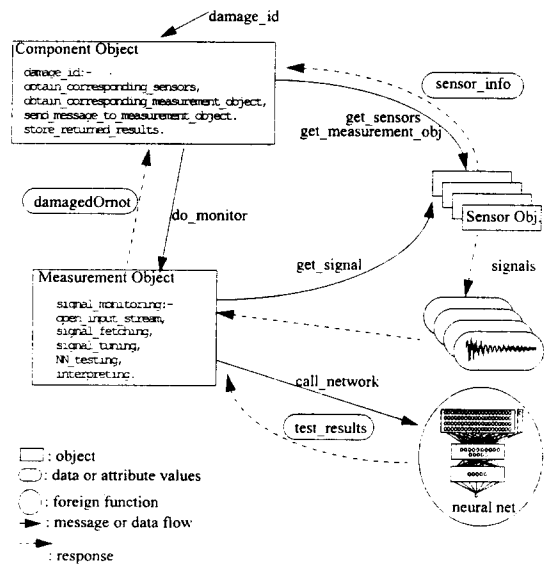 damage_id
Component Object
damage_id:-
obtain_corresponding_sensors,
obtain_corresponding_measurement_object,
send_message_to_measurement_object.
store_returned_results.
sensor_info
get_sensors
get_measurement_obj
damagedOrnot
do_monitor
Sensor Obj.
Measurement Object
get_signal
signals
signal_monitoring:-
open_input_stream,
signal_fetching,
signal_tuning,
NN_testing,
interpreting.
call_network
test_results
neural net
: object
: data or attribute values
: foreign function
: message or data flow
: response